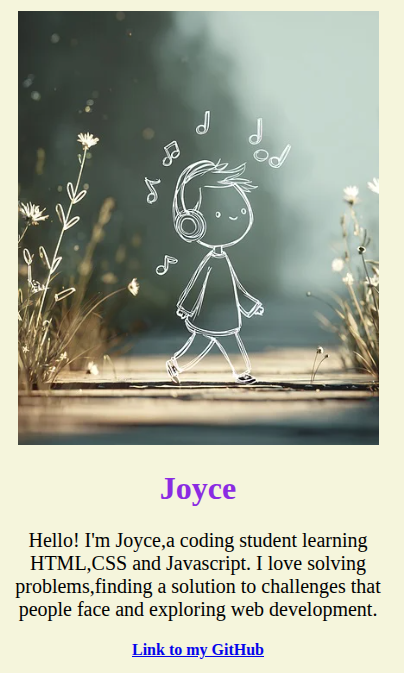 Joyce
Hello! I'm Joyce,a coding student learning
HTML,CSS and Javascript. I love solving
problems,finding a solution to challenges that
people face and exploring web development.
Link to my GitHub